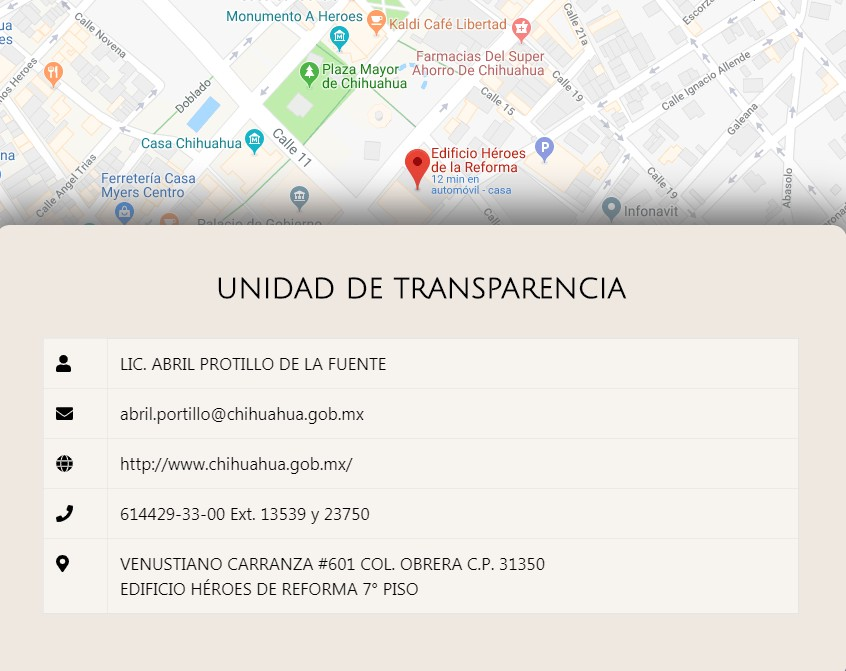 Monumento A Heroes
Kaldi Café Libertad
Calle 21a
Escorz
Calle Novena
Farmacias Del Super
Ahorro De Chihuahua
Plaza Mayor
de Chihuahua
Calle 19
Calle Ignacio Allende
Doblado
Calle 15
Galeana
Casa Chihuahua
Calle 11
Edificio Héroes
de la Reforma
12 min en
automóvil - casa
Calle Angel Trias
Ferretería Casa
Myers Centro
Calle 19
Abasolo
Palacio de Gobierno
Infonavit
UNIDAD DE TRANSPARENCIA
LIC. ABRIL PROTILLO DE LA FUENTE
abril.portillo@chihuahua.gob.mx
http://www.chihuahua.gob.mx/
614429-33-00 Ext. 13539 y 23750
VENUSTIANO CARRANZA #601 COL. OBRERA C.P. 31350
EDIFICIO HÉROES DE REFORMA 7° PISO